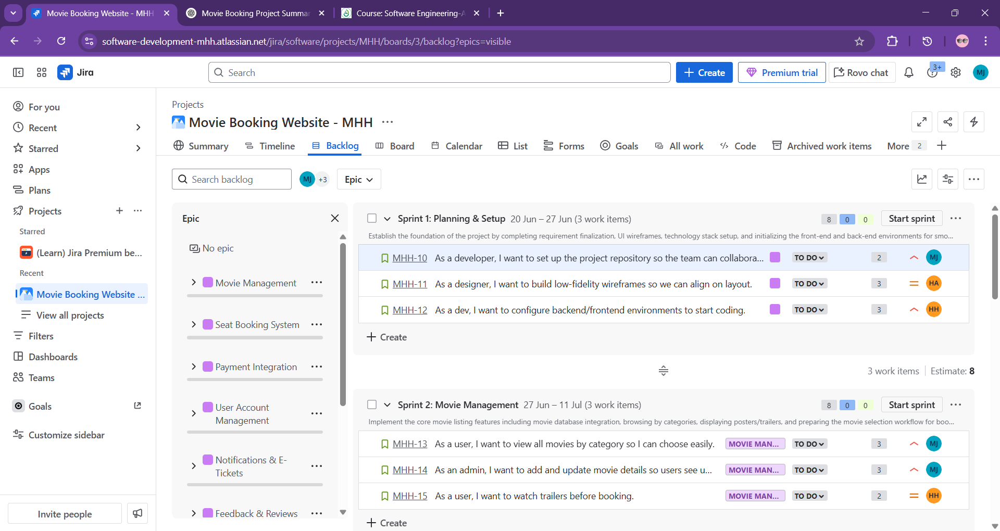 Movie Booking Website - MHH
Movie Booking Project Summar
Course: Software Engineering-A
software-development-mhh.atlassian.net/jira/software/projects/MHH/boards/3/backlog?epics=visible
Jira
Search
Create
Premium trial
Rovo chat
3+
MJ
For you
Recent
Starred
Apps
Plans
Projects
Starred
(Learn) Jira Premium be...
Recent
Movie Booking Website ...
View all projects
Filters
Dashboards
Teams
Goals
Customize sidebar
Invite people
Projects
Movie Booking Website - MHH
Summary
Timeline
Backlog
Board
Calendar
List
Forms
Goals
All work
Code
Archived work items
More 2
Search backlog
MJ +3
Epic
Epic
No epic
Movie Management
Seat Booking System
Payment Integration
User Account
Management
Notifications & E-
Tickets
Feedback & Reviews
Sprint 1: Planning & Setup 20 Jun – 27 Jun (3 work items) 8 0 0 Start sprint
Establish the foundation of the project by completing requirement finalization, UI wireframes, technology stack setup, and initializing the front-end and back-end environments for smo...
MHH-10 As a developer, I want to set up the project repository so the team can collabora... TO DO 2 MJ
MHH-11 As a designer, I want to build low-fidelity wireframes so we can align on layout. TO DO 3 HA
MHH-12 As a dev, I want to configure backend/frontend environments to start coding. TO DO 3 HH
Create
3 work items Estimate: 8
Sprint 2: Movie Management 27 Jun – 11 Jul (3 work items) 8 0 0 Start sprint
Implement the core movie listing features including movie database integration, browsing by categories, displaying posters/trailers, and preparing the movie selection workflow for boo...
MHH-13 As a user, I want to view all movies by category so I can choose easily. MOVIE MAN... TO DO 3 MJ
MHH-14 As an admin, I want to add and update movie details so users see u... MOVIE MAN... TO DO 3 MJ
MHH-15 As a user, I want to watch trailers before booking. MOVIE MAN... TO DO 2 HH
Create